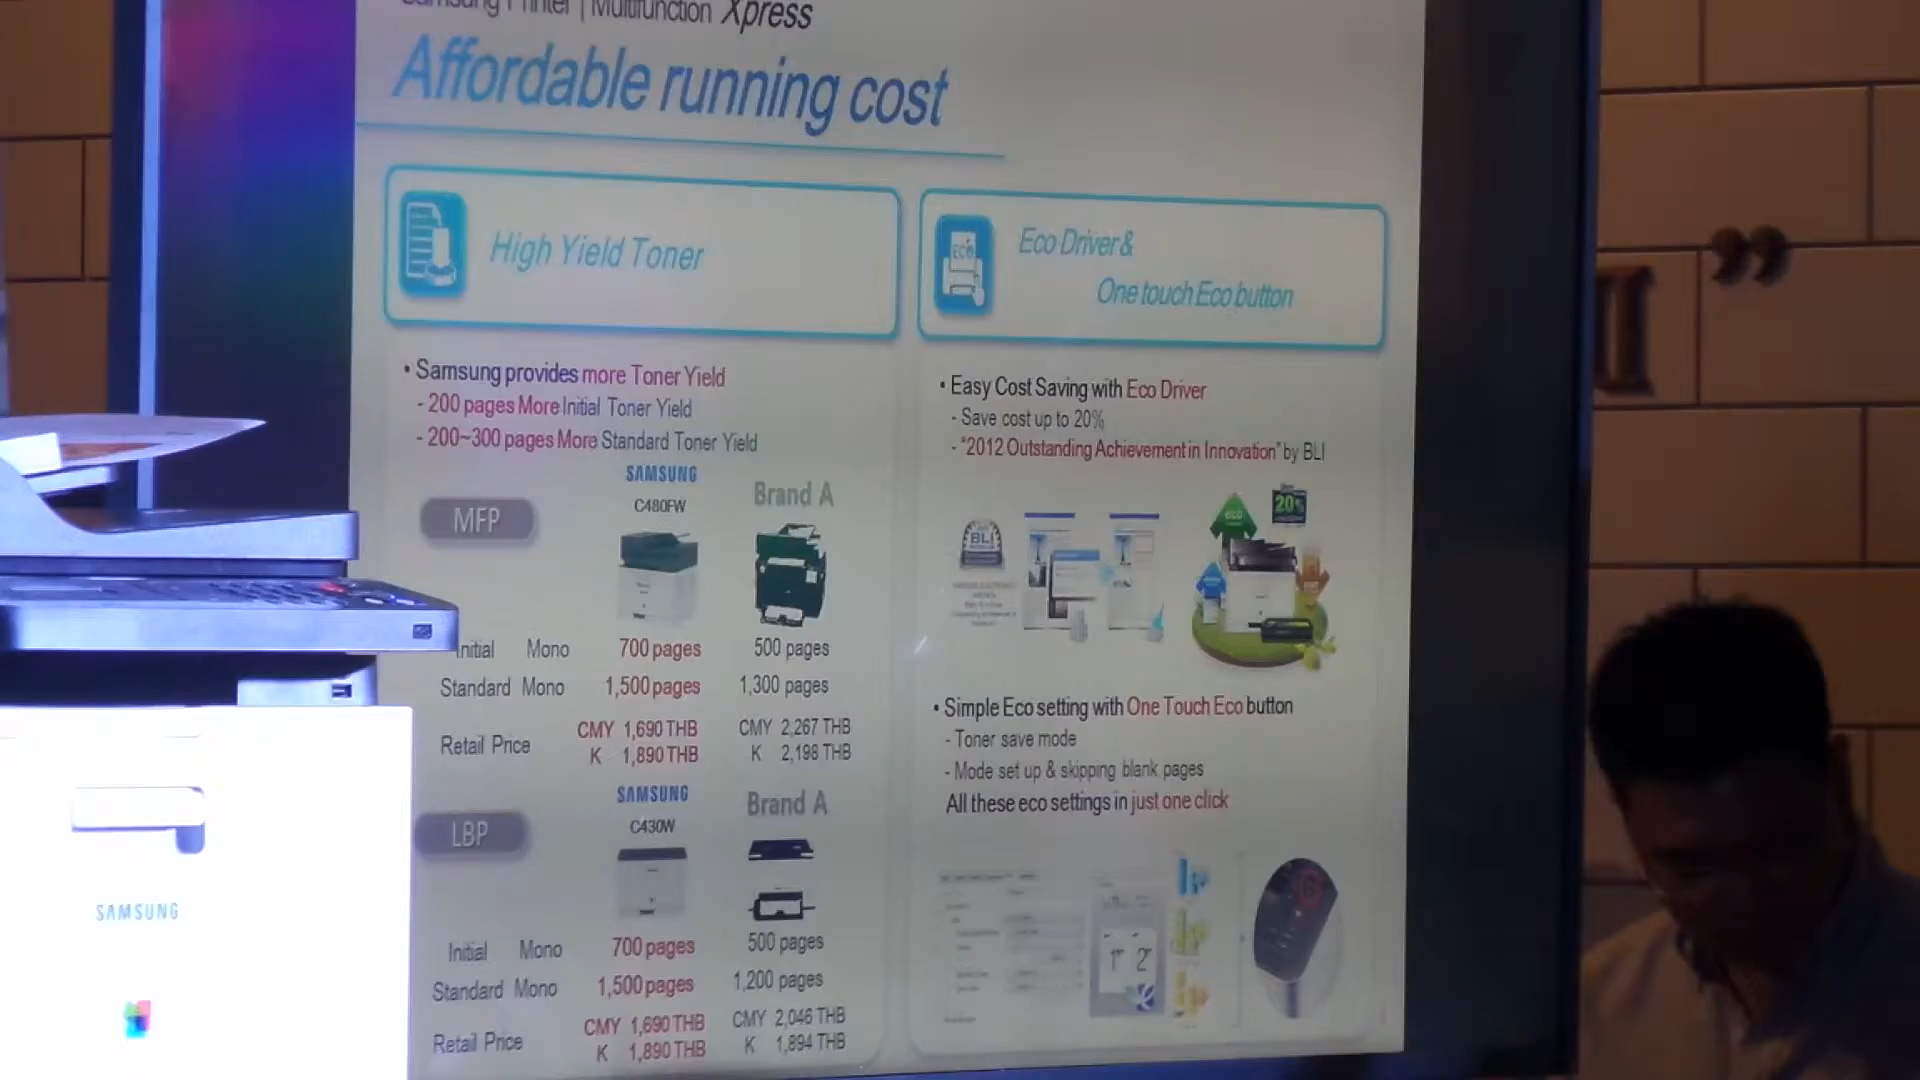 Samsung Printer | Multifunction Xpress
Affordable running cost
High Yield Toner
• Samsung provides more Toner Yield
- 200 pages More Initial Toner Yield
- 200~300 pages More Standard Toner Yield
SAMSUNG
C480FW
Brand A
MFP
Initial Mono 700 pages 500 pages
Standard Mono 1,500 pages 1,300 pages
Retail Price
CMY 1,690 THB CMY 2,267 THB
K 1,890 THB K 2,198 THB
SAMSUNG
C430W
Brand A
LBP
Initial Mono 700 pages 500 pages
Standard Mono 1,500 pages 1,200 pages
Retail Price
CMY 1,690 THB CMY 2,046 THB
K 1,890 THB K 1,894 THB
ECO
Eco Driver &
One touch Eco button
• Easy Cost Saving with Eco Driver
- Save cost up to 20%
- "2012 Outstanding Achievement in Innovation" by BLI
BLI
eco
20%
• Simple Eco setting with One Touch Eco button
- Toner save mode
- Mode set up & skipping blank pages
All these eco settings in just one click
1 2
SAMSUNG
"